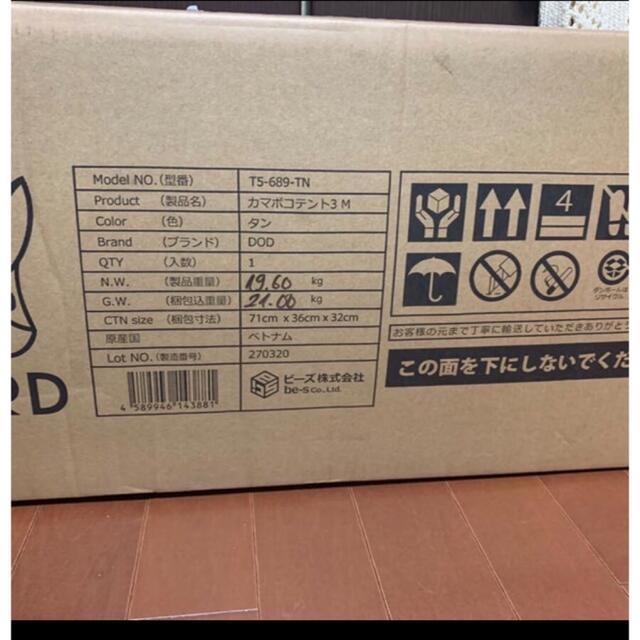 Model NO. (型番) T5-689-TN
Product (製品名) カマボコテント3 M
Color (色) タン
Brand (ブランド) DOD
QTY (入数) 1
N.W. (製品重量) 19.60 kg
G.W. (梱包込重量) 21.00 kg
CTN size (梱包寸法) 71cm x 36cm x 32cm
原産国 ベトナム
Lot NO. (製造番号) 270320
4 589946 143881
ビーズ株式会社
be-s Co., Ltd.
RD
4
ダンボールは
リサイクル
お客様の元まで丁寧に輸送していただきありがとう
この面を下にしないでくだ